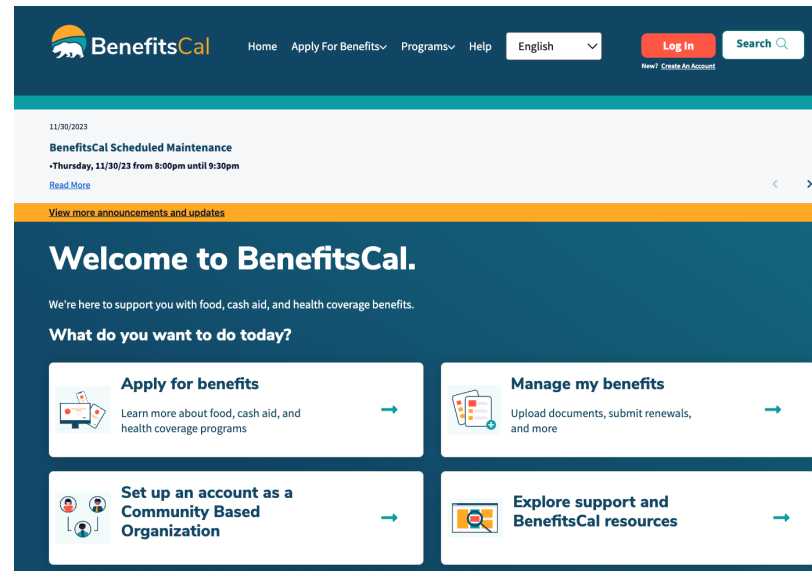 BenefitsCal
Home Apply For Benefits Programs Help English Log In Search
New? Create An Account
11/30/2023
BenefitsCal Scheduled Maintenance
•Thursday, 11/30/23 from 8:00pm until 9:30pm
Read More
View more announcements and updates
Welcome to BenefitsCal.
We're here to support you with food, cash aid, and health coverage benefits.
What do you want to do today?
Apply for benefits
Learn more about food, cash aid, and
health coverage programs
Manage my benefits
Upload documents, submit renewals,
and more
Set up an account as a
Community Based
Organization
Explore support and
BenefitsCal resources